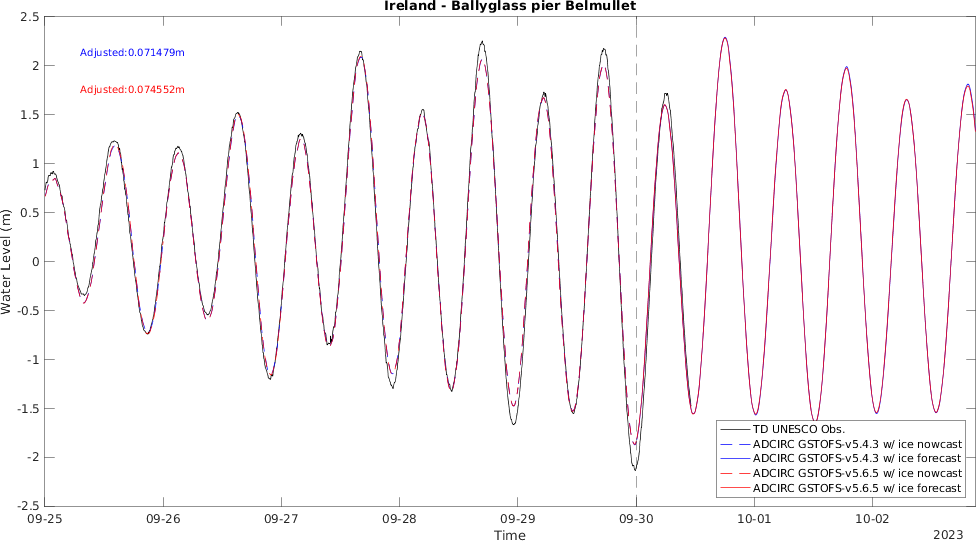 Ireland - Ballyglass pier Belmullet
Adjusted:0.071479m
Adjusted:0.074552m
2.5
2
1.5
1
0.5
0
-0.5
-1
-1.5
-2
-2.5
Water Level (m)
TD UNESCO Obs.
ADCIRC GSTOFS-v5.4.3 w/ ice nowcast
ADCIRC GSTOFS-v5.4.3 w/ ice forecast
ADCIRC GSTOFS-v5.6.5 w/ ice nowcast
ADCIRC GSTOFS-v5.6.5 w/ ice forecast
09-25 09-26 09-27 09-28 09-29 09-30 10-01 10-02
Time
2023